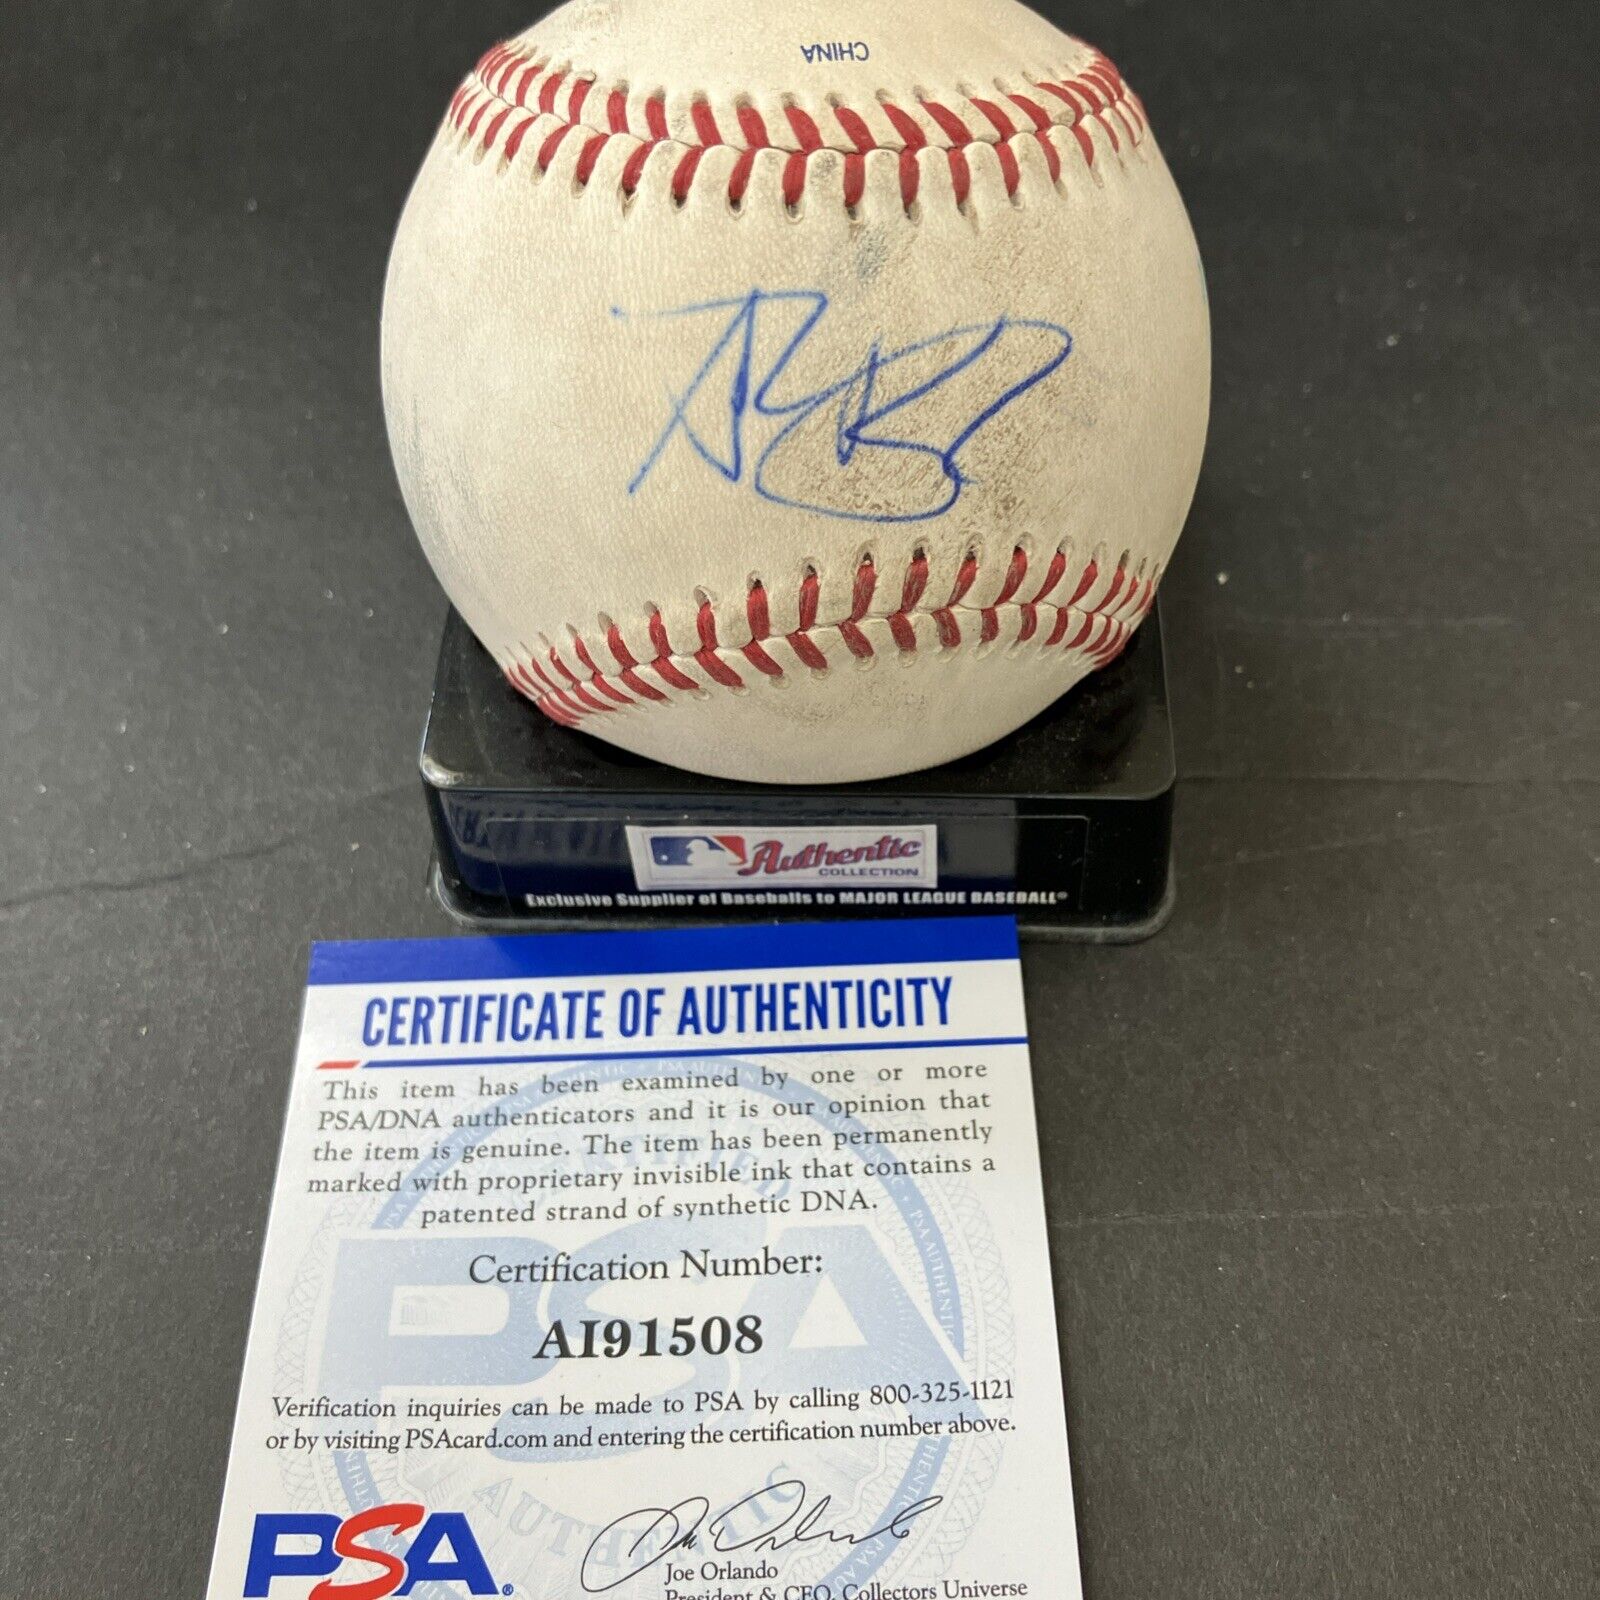 CHINA
Authentic
COLLECTION
Exclusive Supplier of Baseballs to MAJOR LEAGUE BASEBALL®
CERTIFICATE OF AUTHENTICITY
This item has been examined by one or more
PSA/DNA authenticators and it is our opinion that
the item is genuine. The item has been permanently
marked with proprietary invisible ink that contains a
patented strand of synthetic DNA.
Certification Number:
AI91508
Verification inquiries can be made to PSA by calling 800-325-1121
or by visiting PSAcard.com and entering the certification number above.
PSA®
Joe Orlando
President & CEO, Collectors Universe